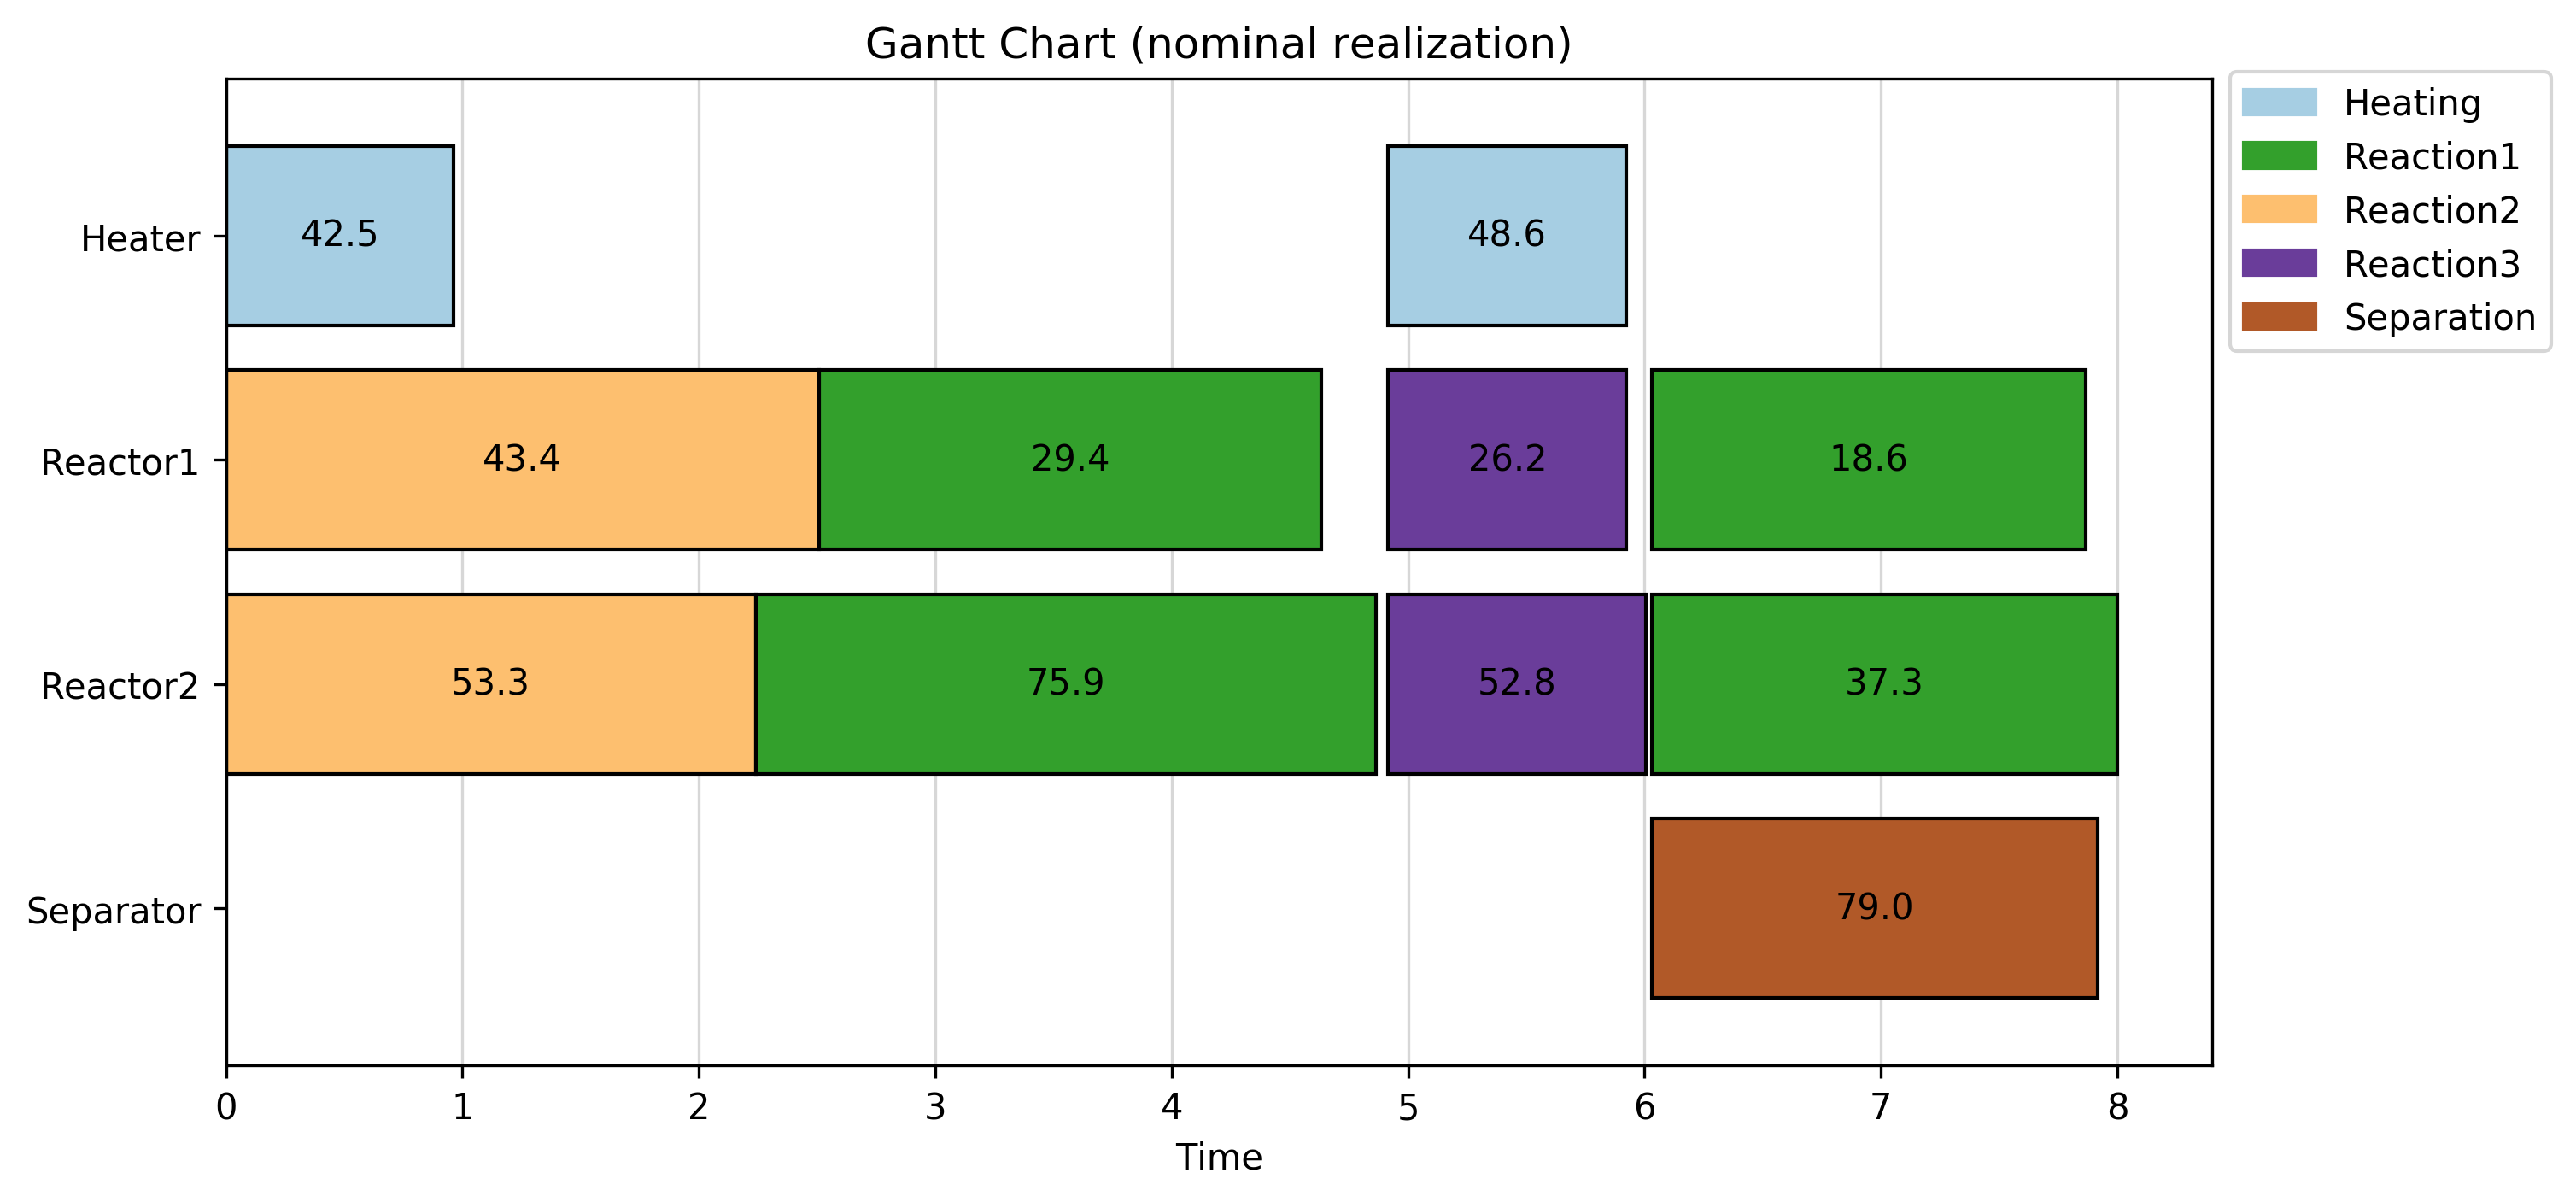 Gantt Chart (nominal realization)
Heating
Reaction1
Reaction2
Reaction3
Separation
Heater
42.5
48.6
Reactor1
43.4
29.4
26.2
18.6
Reactor2
53.3
75.9
52.8
37.3
Separator
79.0
0 1 2 3 4 5 6 7 8
Time